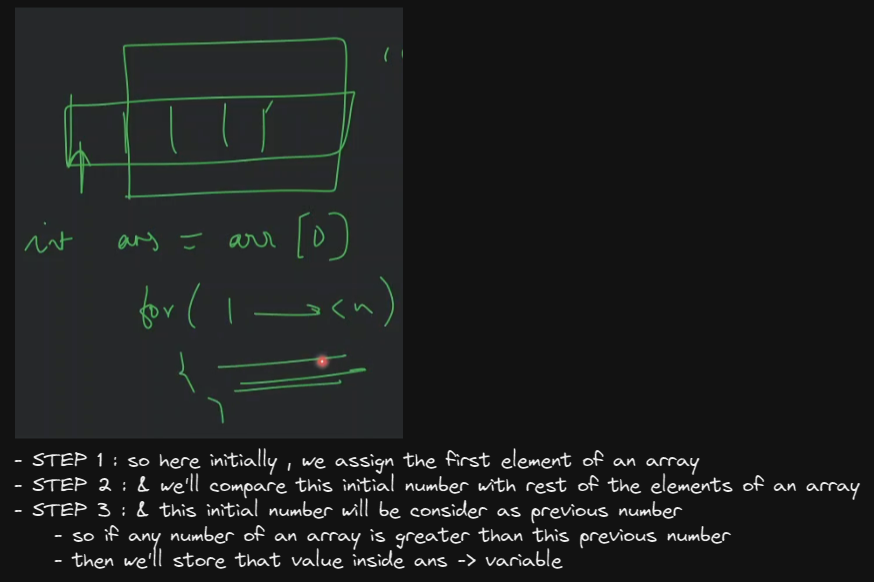 int ans = arr [0]
for ( 1 → < n )
{
}
- STEP 1 : so here initially , we assign the first element of an array
- STEP 2 : & we'll compare this initial number with rest of the elements of an array
- STEP 3 : & this initial number will be consider as previous number
- so if any number of an array is greater than this previous number
- then we'll store that value inside ans -> variable